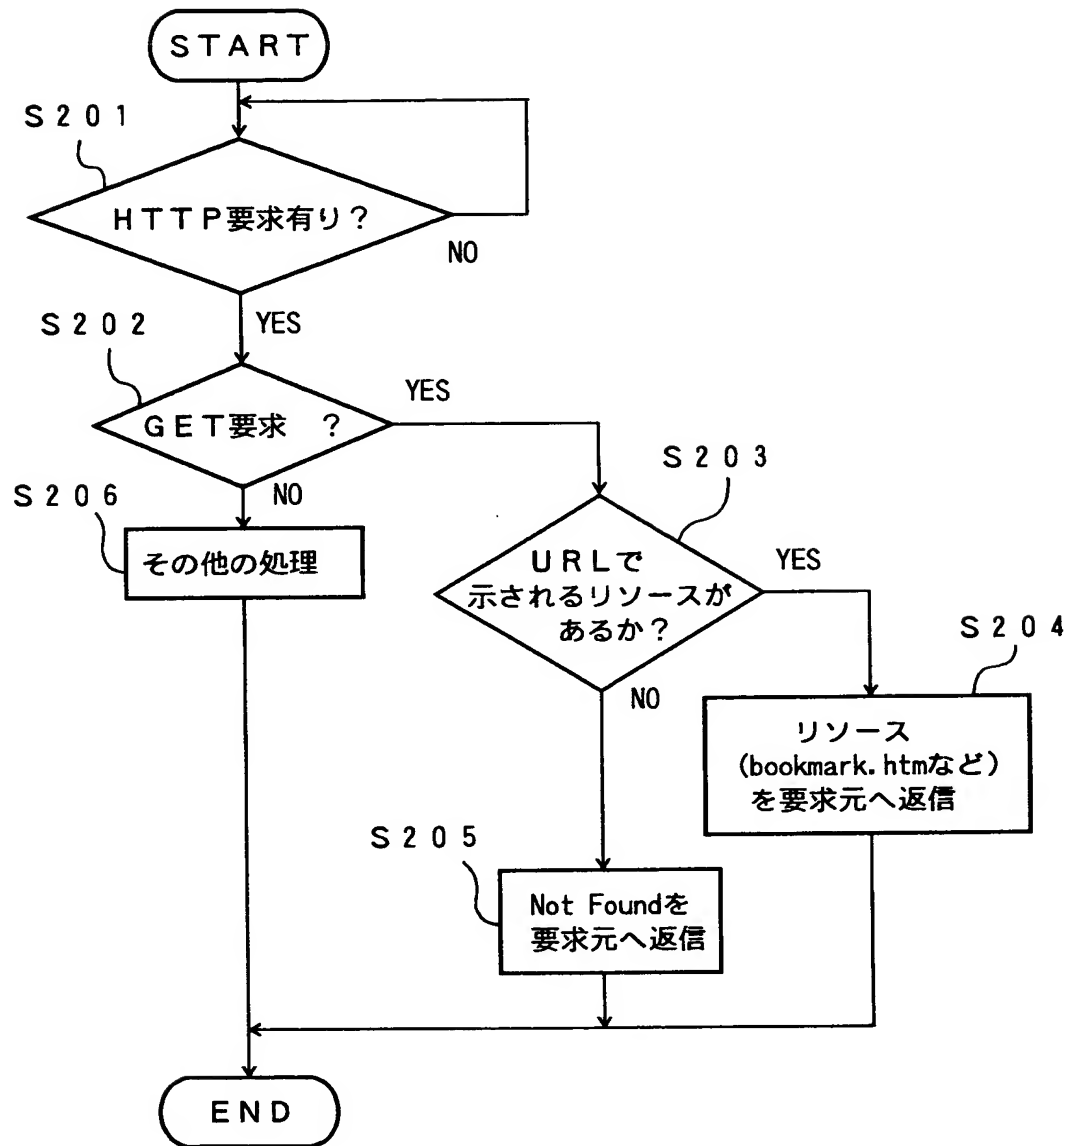 START
S201
HTTP要求有り?
NO
YES
S202
GET要求 ?
YES
NO
S203
URLで
示されるリソースが
あるか?
YES
NO
S206
その他の処理
S204
リソース
(bookmark.htmなど)
を要求元へ返信
S205
Not Foundを
要求元へ返信
END